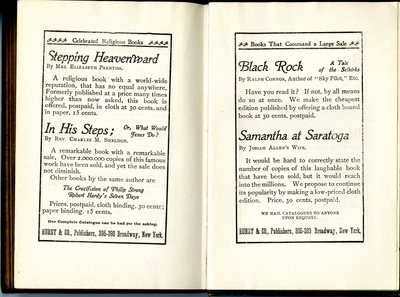 Celebrated Religious Books
Stepping Heavenward
By Mrs. Elizabeth Prentiss.
A religious book with a world-wide
reputation, that has no equal anywhere.
Formerly published at a price many times
higher than now asked, this book is
offered, postpaid, in cloth at 30 cents, and
in paper, 15 cents.
In His Steps; Or, What Would
Jesus Do?
By Rev. Charles M. Sheldon.
A remarkable book with a remarkable
sale. Over 2,000,000 copies of this famous
work have been sold, and yet the sale does
not diminish.
Other books by the same author are
The Crucifixion of Philip Strong
Robert Hardy's Seven Days
Prices, postpaid, cloth binding, 30 cents;
paper binding, 15 cents.
Our Complete Catalogue can be had for the asking.
HURST & CO., Publishers, 395-399 Broadway, New York.
Books That Command a Large Sale
Black Rock A Tale
of the Selkirks
By Ralph Connor, Author of "Sky Pilot," Etc.
Have you read it? If not, by all means
do so at once. We make the cheapest
edition published by offering a cloth bound
book at 30 cents, postpaid.
Samantha at Saratoga
By Josiah Allen's Wife.
It would be hard to correctly state the
number of copies of this laughable book
that have been sold, but it would reach
into the millions. We propose to continue
its popularity by making a low-priced cloth
edition. Price, 30 cents, postpaid.
WE MAIL CATALOGUES TO ANYONE
UPON REQUEST.
HURST & CO., Publishers, 395-399 Broadway, New York.